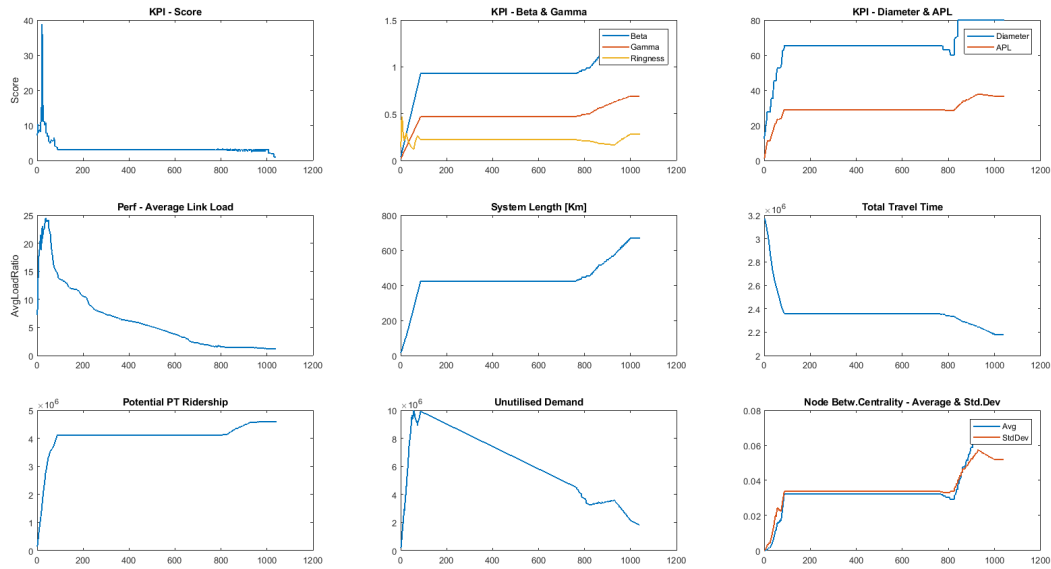 KPI - Score
40
30
20
10
0
Score
0 200 400 600 800 1000 1200
KPI - Beta & Gamma
1.5
1
0.5
0
Beta
Gamma
Ringness
0 200 400 600 800 1000 1200
KPI - Diameter & APL
80
60
40
20
0
Diameter
APL
0 200 400 600 800 1000 1200
Perf - Average Link Load
25
20
15
10
5
0
AvgLoadRatio
0 200 400 600 800 1000 1200
System Length [Km]
800
600
400
200
0
0 200 400 600 800 1000 1200
Total Travel Time
×10⁶
3.2
3
2.8
2.6
2.4
2.2
2
0 200 400 600 800 1000 1200
Potential PT Ridership
×10⁶
5
4
3
2
1
0
0 200 400 600 800 1000 1200
Unutilised Demand
×10⁶
10
8
6
4
2
0
0 200 400 600 800 1000 1200
Node Betw.Centrality - Average & Std.Dev
0.08
0.06
0.04
0.02
0
Avg
StdDev
0 200 400 600 800 1000 1200